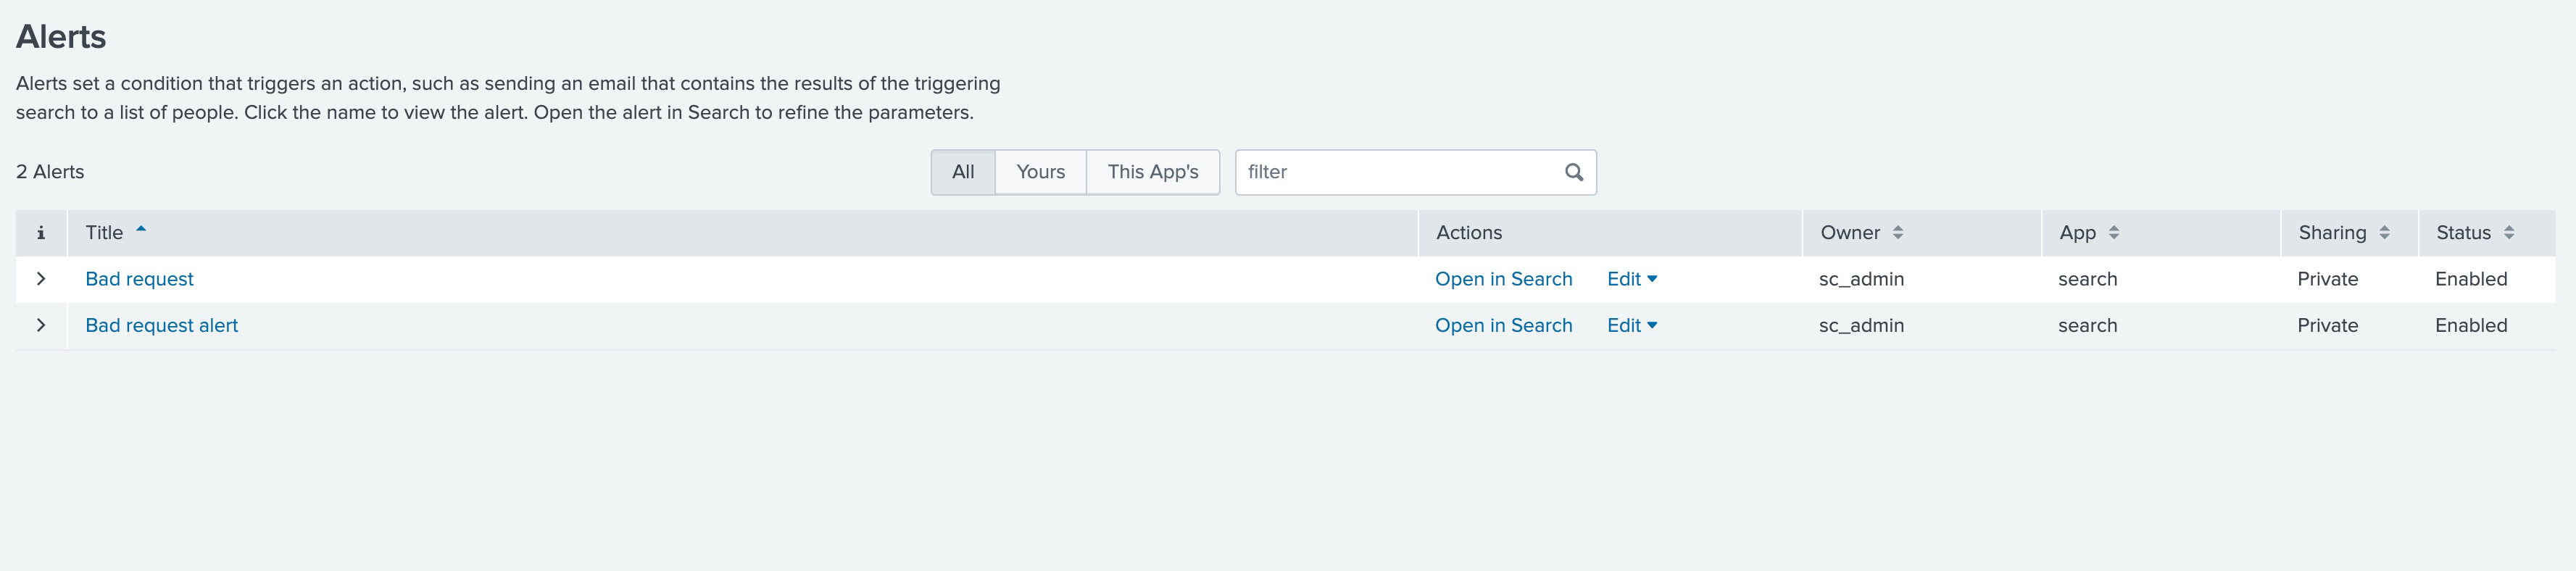 Alerts
Alerts set a condition that triggers an action, such as sending an email that contains the results of the triggering
search to a list of people. Click the name to view the alert. Open the alert in Search to refine the parameters.
2 Alerts All Yours This App's filter
i Title Actions Owner App Sharing Status
Bad request Open in Search Edit sc_admin search Private Enabled
Bad request alert Open in Search Edit sc_admin search Private Enabled